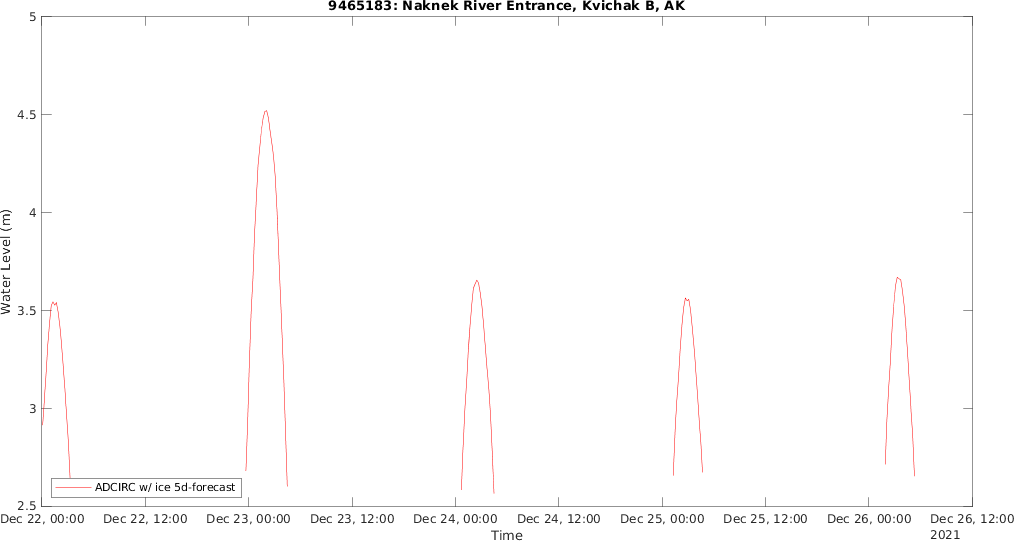 9465183: Naknek River Entrance, Kvichak B, AK
5
4.5
4
3.5
3
2.5
Water Level (m)
ADCIRC w/ ice 5d-forecast
Dec 22, 00:00 Dec 22, 12:00 Dec 23, 00:00 Dec 23, 12:00 Dec 24, 00:00 Dec 24, 12:00 Dec 25, 00:00 Dec 25, 12:00 Dec 26, 00:00 Dec 26, 12:00
Time
2021